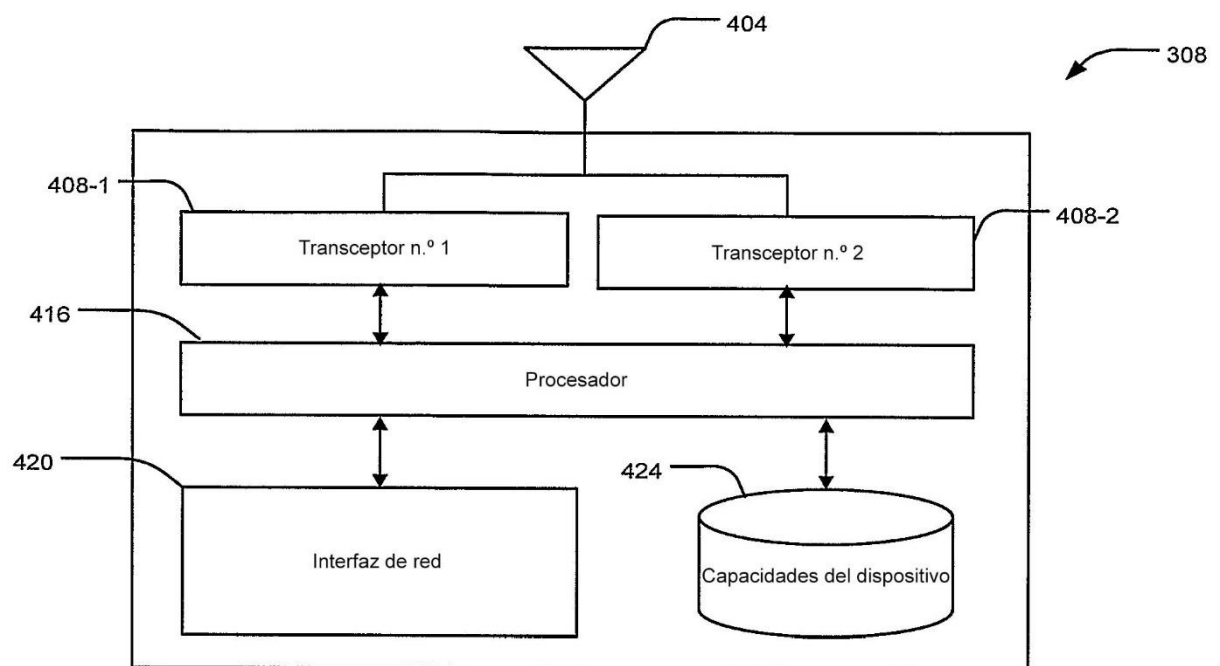 404
308
408-1
408-2
Transceptor n.º 1
Transceptor n.º 2
416
Procesador
420
424
Interfaz de red
Capacidades del dispositivo